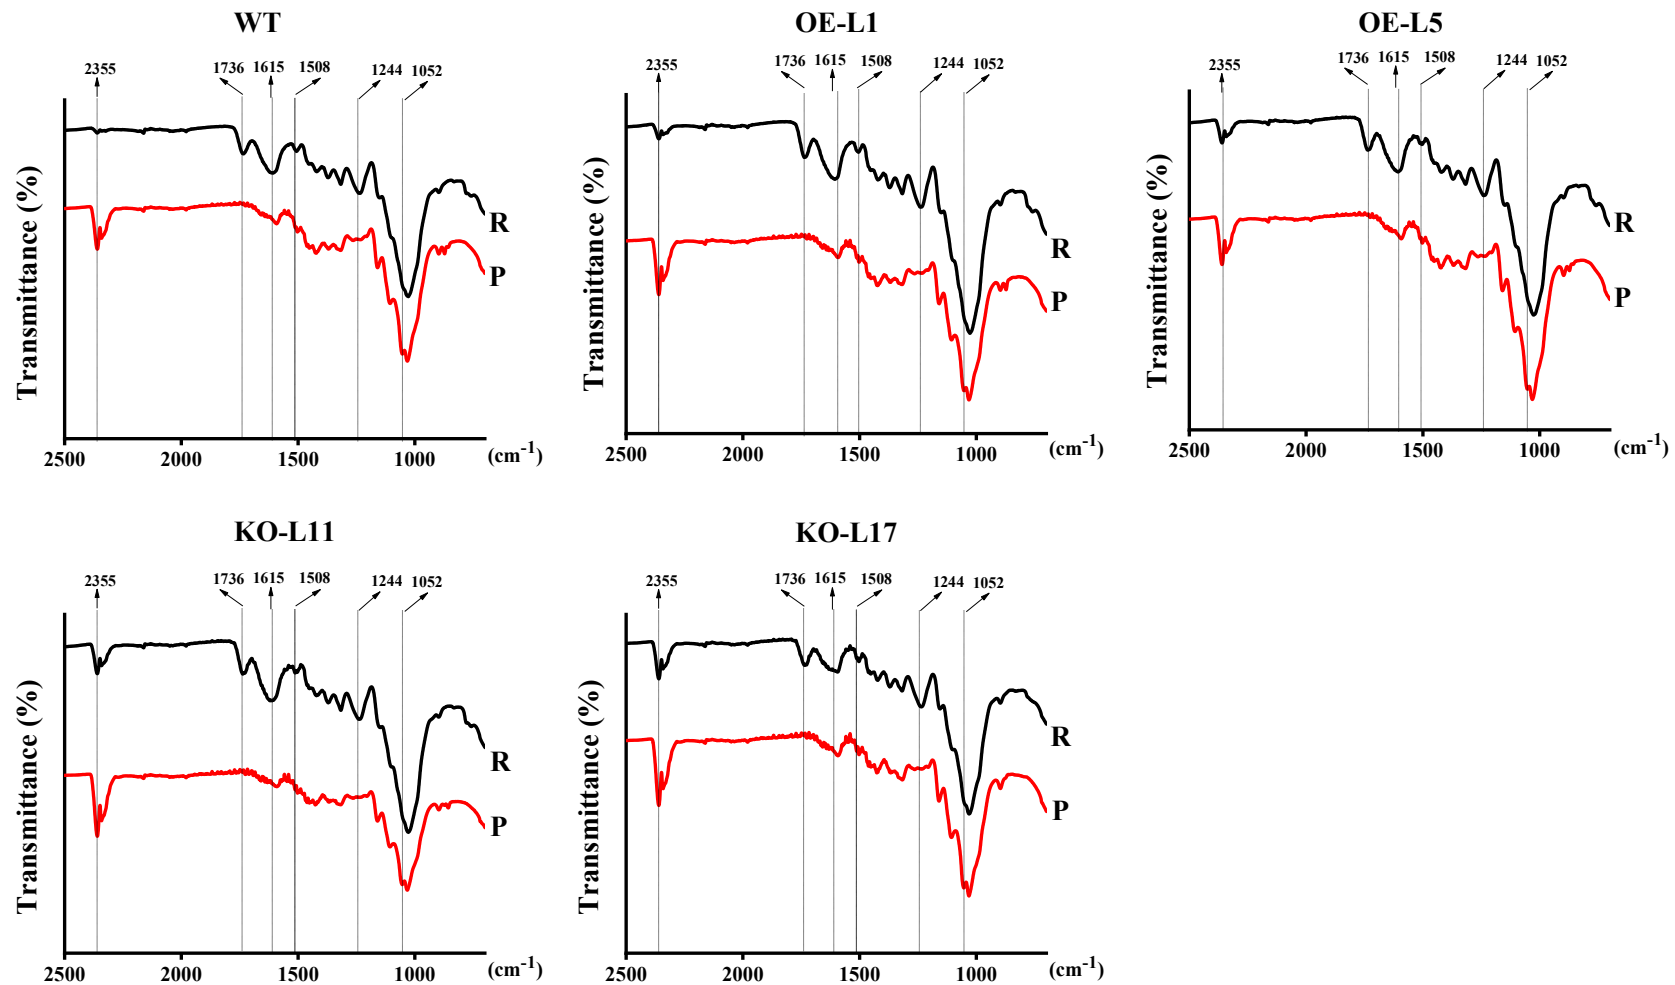 WT
2355 1736 1615 1508 1244 1052
Transmittance (%)
R
P
2500 2000 1500 1000 (cm-1)
OE-L1
2355 1736 1615 1508 1244 1052
Transmittance (%)
R
P
2500 2000 1500 1000 (cm-1)
OE-L5
2355 1736 1615 1508 1244 1052
Transmittance (%)
R
P
2500 2000 1500 1000 (cm-1)
KO-L11
2355 1736 1615 1508 1244 1052
Transmittance (%)
R
P
2500 2000 1500 1000 (cm-1)
KO-L17
2355 1736 1615 1508 1244 1052
Transmittance (%)
R
P
2500 2000 1500 1000 (cm-1)